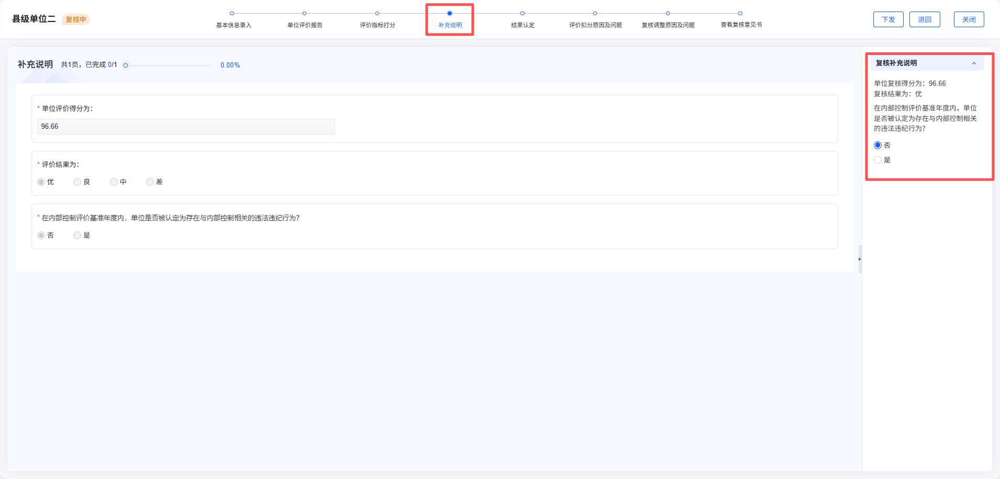 县级单位二 复核中
基本信息录入 单位评价报告 评价指标打分 补充说明 结果认定 评价扣分原因及问题 复核调整原因及问题 查看复核意见书
下发 退回 关闭
补充说明 共1页，已完成 0/1 0.00%
* 单位评价得分为：
96.66
* 评价结果为：
优 良 中 差
* 在内部控制评价基准年度内，单位是否被认定为存在与内部控制相关的违法违纪行为？
否 是
复核补充说明
单位复核得分为：96.66
复核结果为：优
在内部控制评价基准年度内，单位
是否被认定为存在与内部控制相关
的违法违纪行为？
否
是